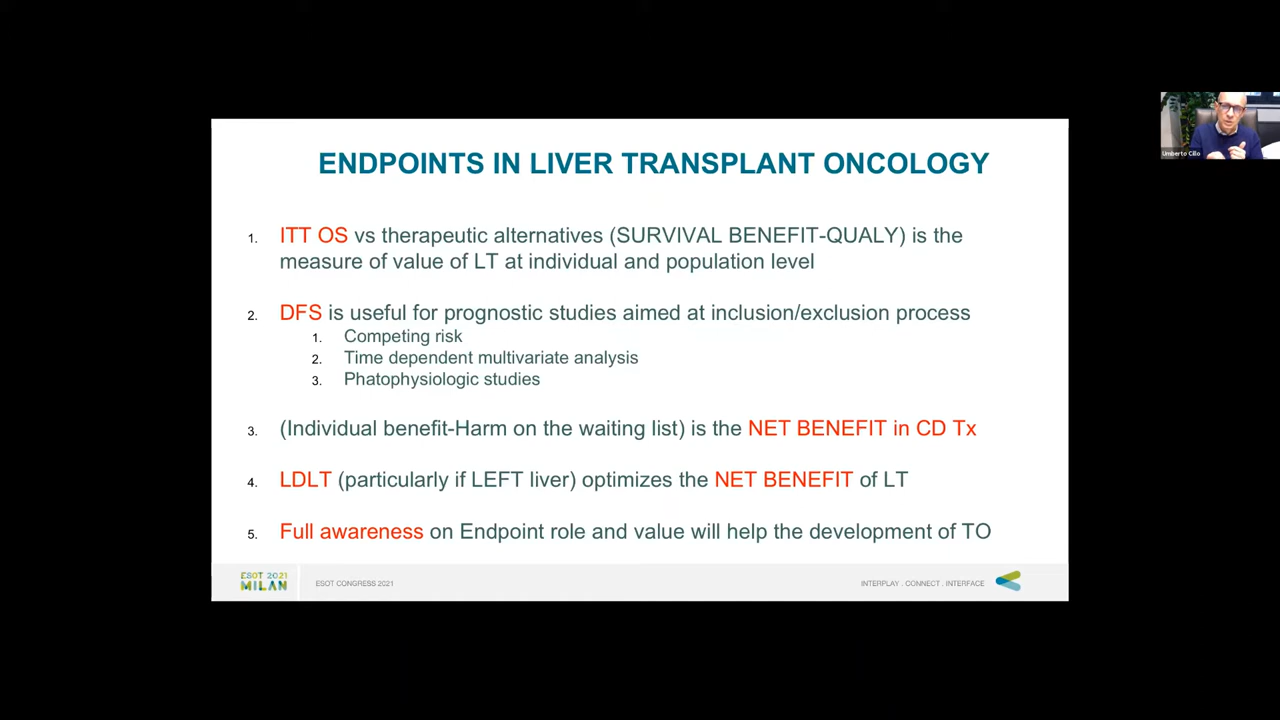 ENDPOINTS IN LIVER TRANSPLANT ONCOLOGY
Umberto Cillo
1. ITT OS vs therapeutic alternatives (SURVIVAL BENEFIT-QUALY) is the
measure of value of LT at individual and population level
2. DFS is useful for prognostic studies aimed at inclusion/exclusion process
1. Competing risk
2. Time dependent multivariate analysis
3. Phatophysiologic studies
3. (Individual benefit-Harm on the waiting list) is the NET BENEFIT in CD Tx
4. LDLT (particularly if LEFT liver) optimizes the NET BENEFIT of LT
5. Full awareness on Endpoint role and value will help the development of TO
ESOT 2021
MILAN
ESOT CONGRESS 2021
INTERPLAY . CONNECT . INTERFACE